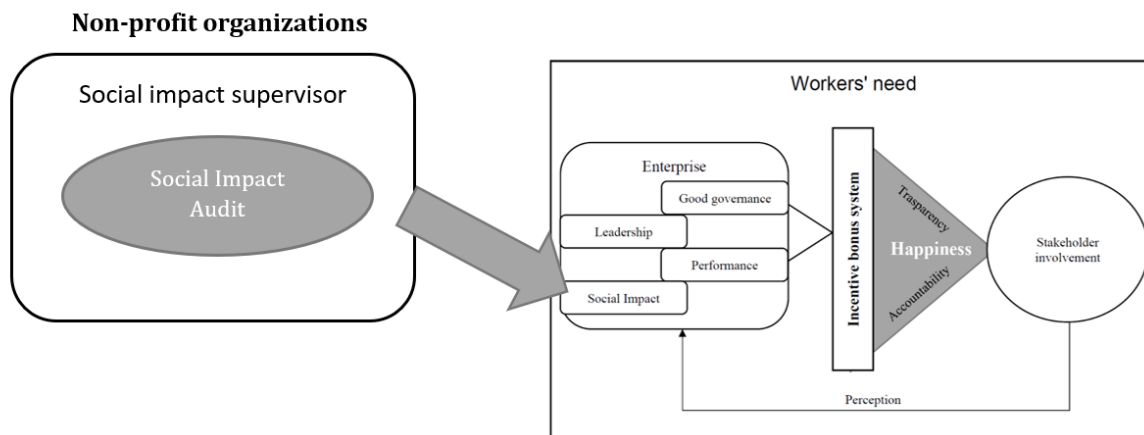 Non-profit organizations
Social impact supervisor
Social Impact
Audit
Workers' need
Enterprise
Good governance
Leadership
Performance
Social Impact
Incentive bonus system
Trasparency
Happiness
Accountability
Stakeholder
involvement
Perception